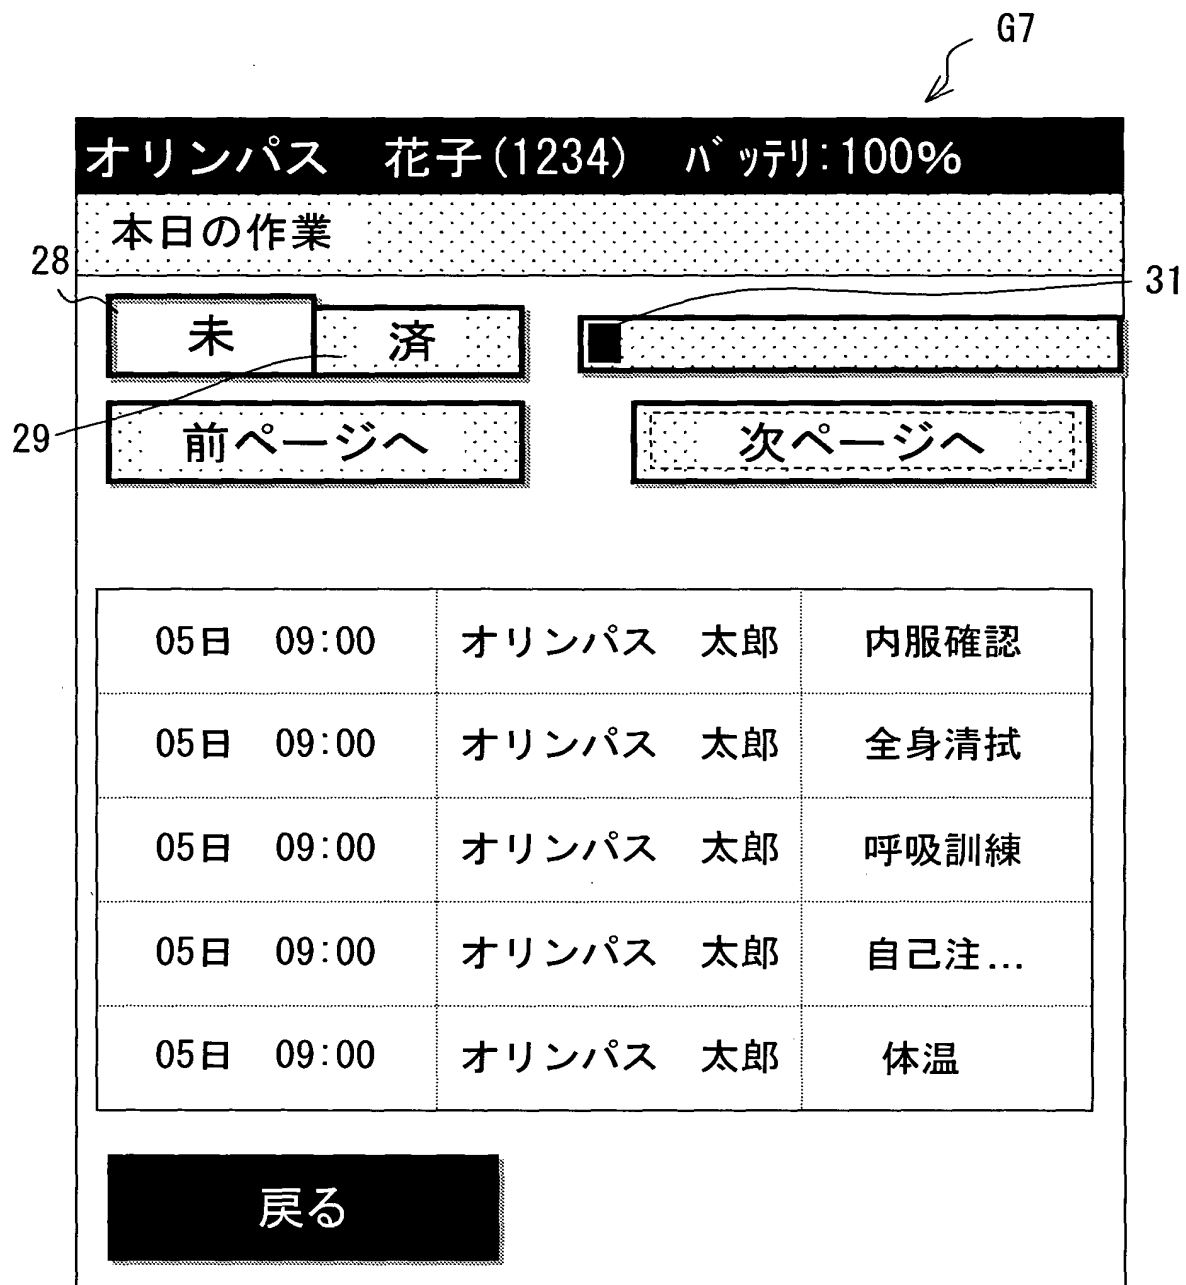 G7
オリンパス 花子(1234) バッテリ:100%
本日の作業
28
31
未 済
29
前ページへ 次ページへ
05日 09:00 オリンパス 太郎 内服確認
05日 09:00 オリンパス 太郎 全身清拭
05日 09:00 オリンパス 太郎 呼吸訓練
05日 09:00 オリンパス 太郎 自己注...
05日 09:00 オリンパス 太郎 体温
戻る